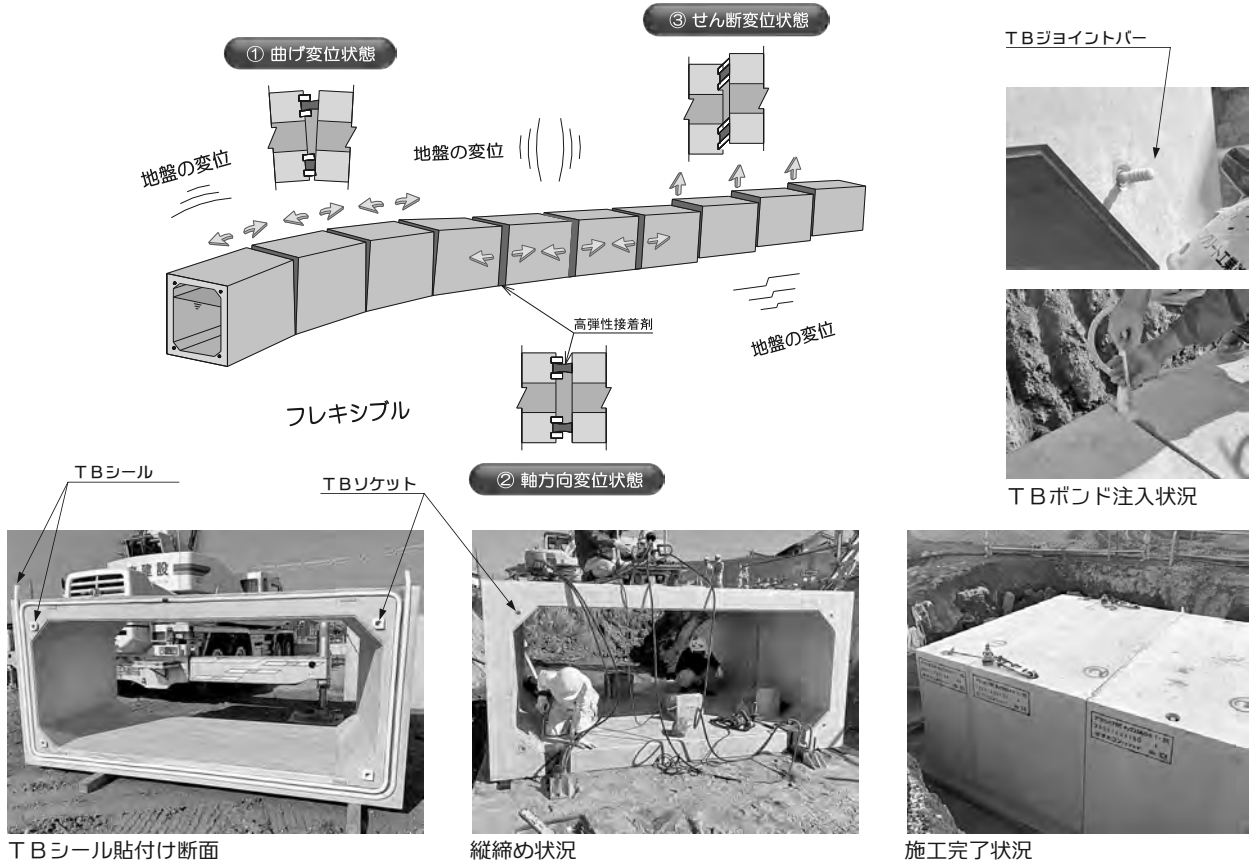 ① 曲げ変位状態
③ せん断変位状態
TBジョイントバー
地盤の変位
地盤の変位
高弾性接着剤
地盤の変位
フレキシブル
② 軸方向変位状態
TBボンド注入状況
TBシール
TBソケット
建設
TBシール貼付け断面
縦締め状況
施工完了状況